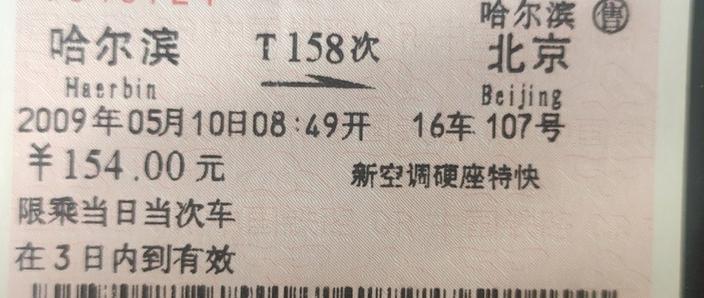 哈尔滨 售
哈尔滨 T158次 北京
Haerbin Beijing
2009年05月10日08:49开 16车 107号
￥154.00元 新空调硬座特快
限乘当日当次车
在3日内到有效